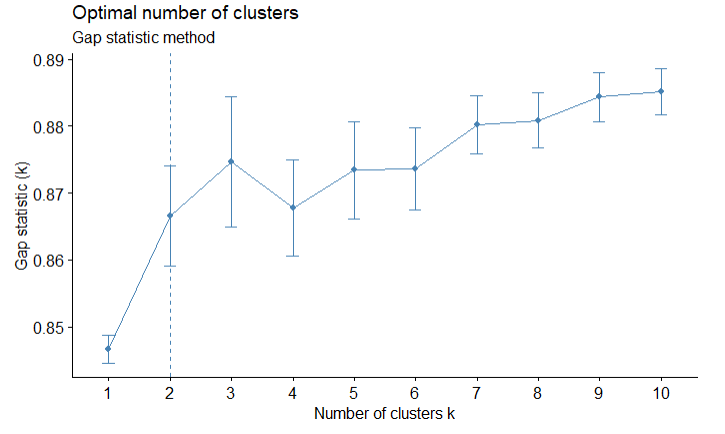 Optimal number of clusters
Gap statistic method
0.89
0.88
0.87
0.86
0.85
Gap statistic (k)
1 2 3 4 5 6 7 8 9 10
Number of clusters k